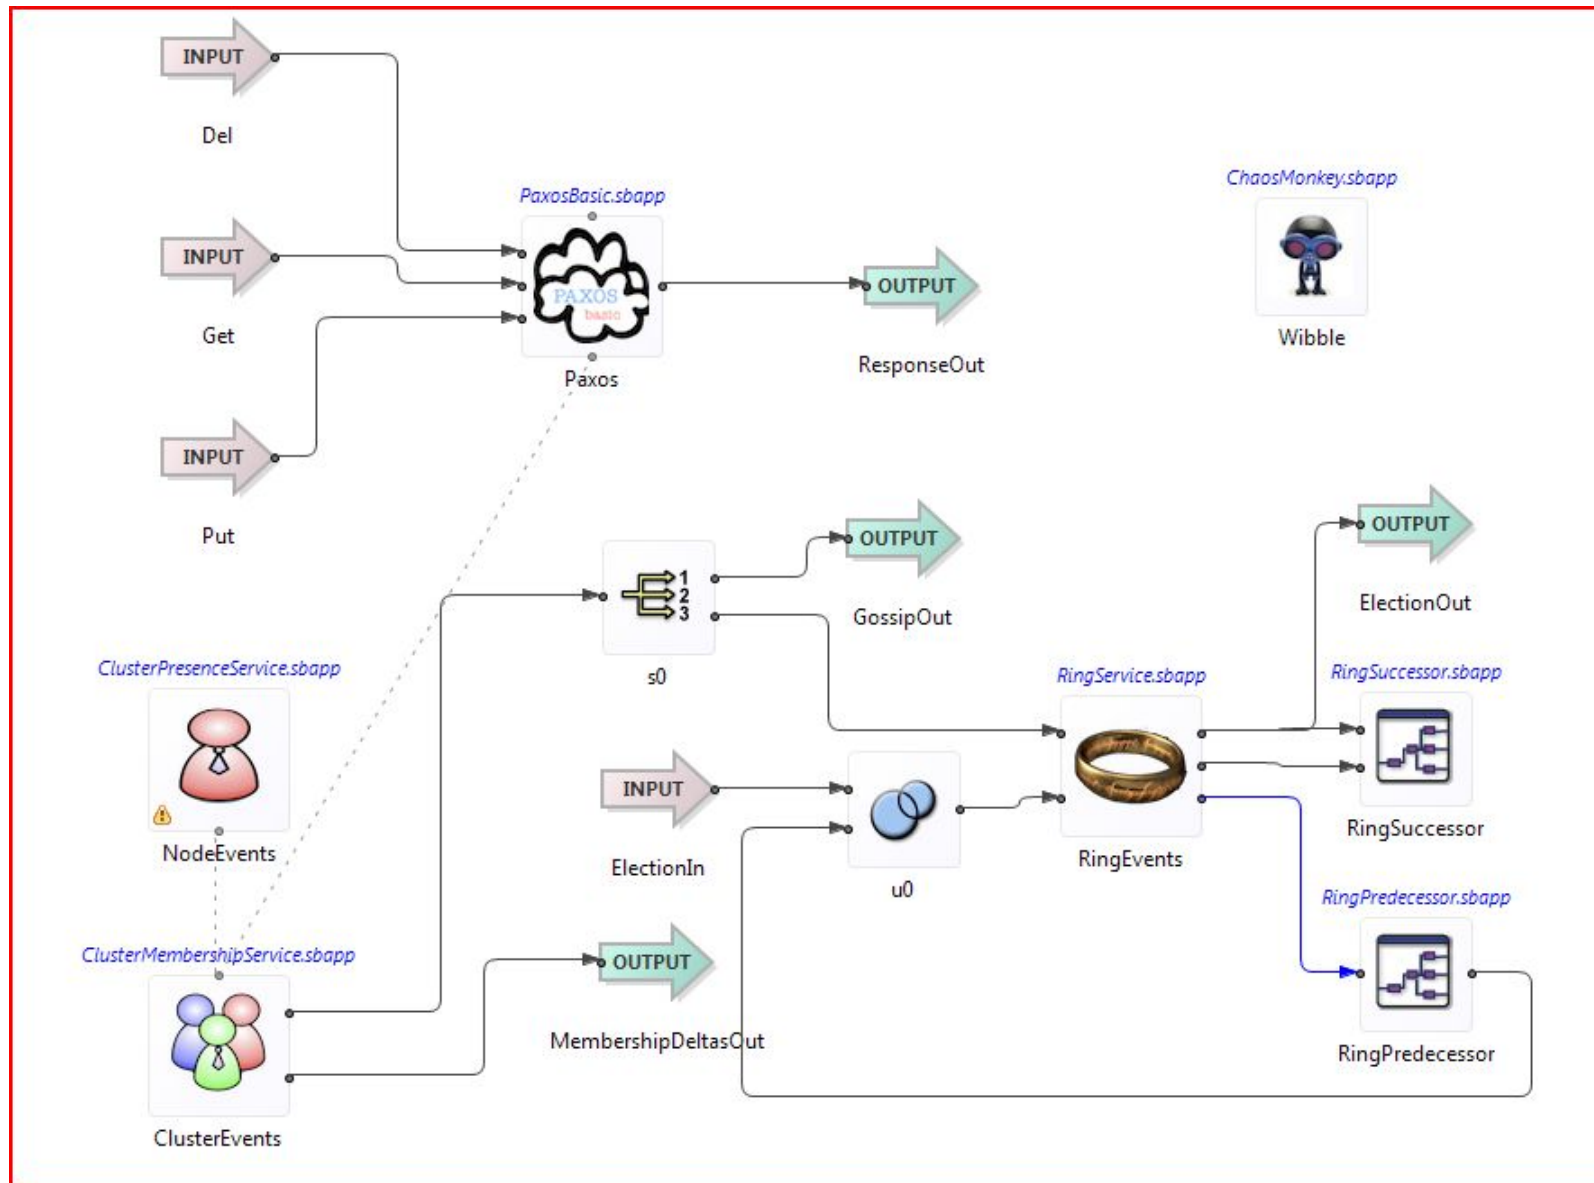 INPUT
Del
PaxosBasic.sbapp
ChaosMonkey.sbapp
INPUT
Get
PAXOS
basic
Paxos
OUTPUT
ResponseOut
Wibble
INPUT
Put
OUTPUT
ElectionOut
1
2
3
s0
OUTPUT
GossipOut
ClusterPresenceService.sbapp
NodeEvents
RingService.sbapp
RingEvents
RingSuccessor.sbapp
RingSuccessor
INPUT
ElectionIn
u0
RingPredecessor.sbapp
RingPredecessor
ClusterMembershipService.sbapp
ClusterEvents
OUTPUT
MembershipDeltasOut